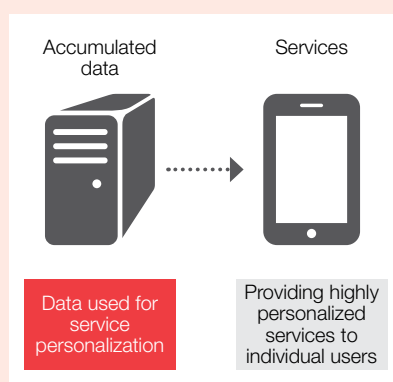 Accumulated
data
Services
Data used for
service
personalization
Providing highly
personalized
services to
individual users